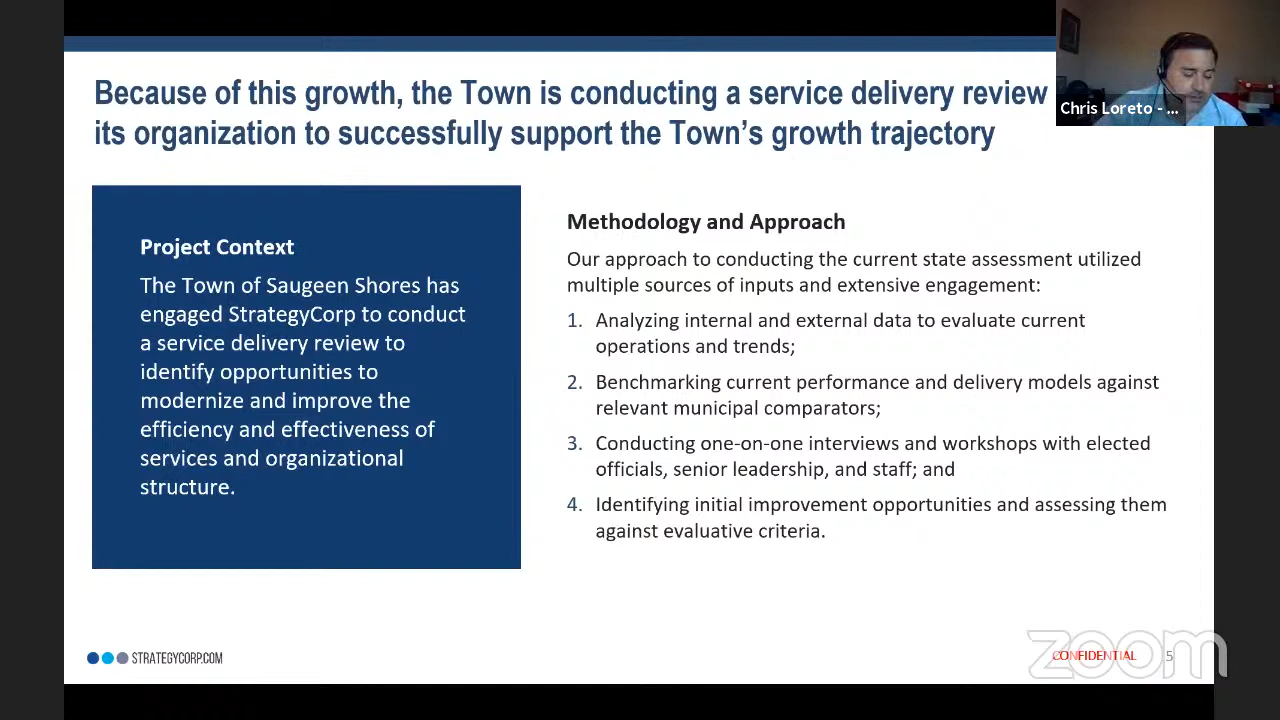 Because of this growth, the Town is conducting a service delivery review
its organization to successfully support the Town's growth trajectory
Chris Loreto - ...
Project Context
The Town of Saugeen Shores has
engaged StrategyCorp to conduct
a service delivery review to
identify opportunities to
modernize and improve the
efficiency and effectiveness of
services and organizational
structure.
Methodology and Approach
Our approach to conducting the current state assessment utilized
multiple sources of inputs and extensive engagement:
1. Analyzing internal and external data to evaluate current
operations and trends;
2. Benchmarking current performance and delivery models against
relevant municipal comparators;
3. Conducting one-on-one interviews and workshops with elected
officials, senior leadership, and staff; and
4. Identifying initial improvement opportunities and assessing them
against evaluative criteria.
STRATEGYCORP.COM
CONFIDENTIAL
5
zoom